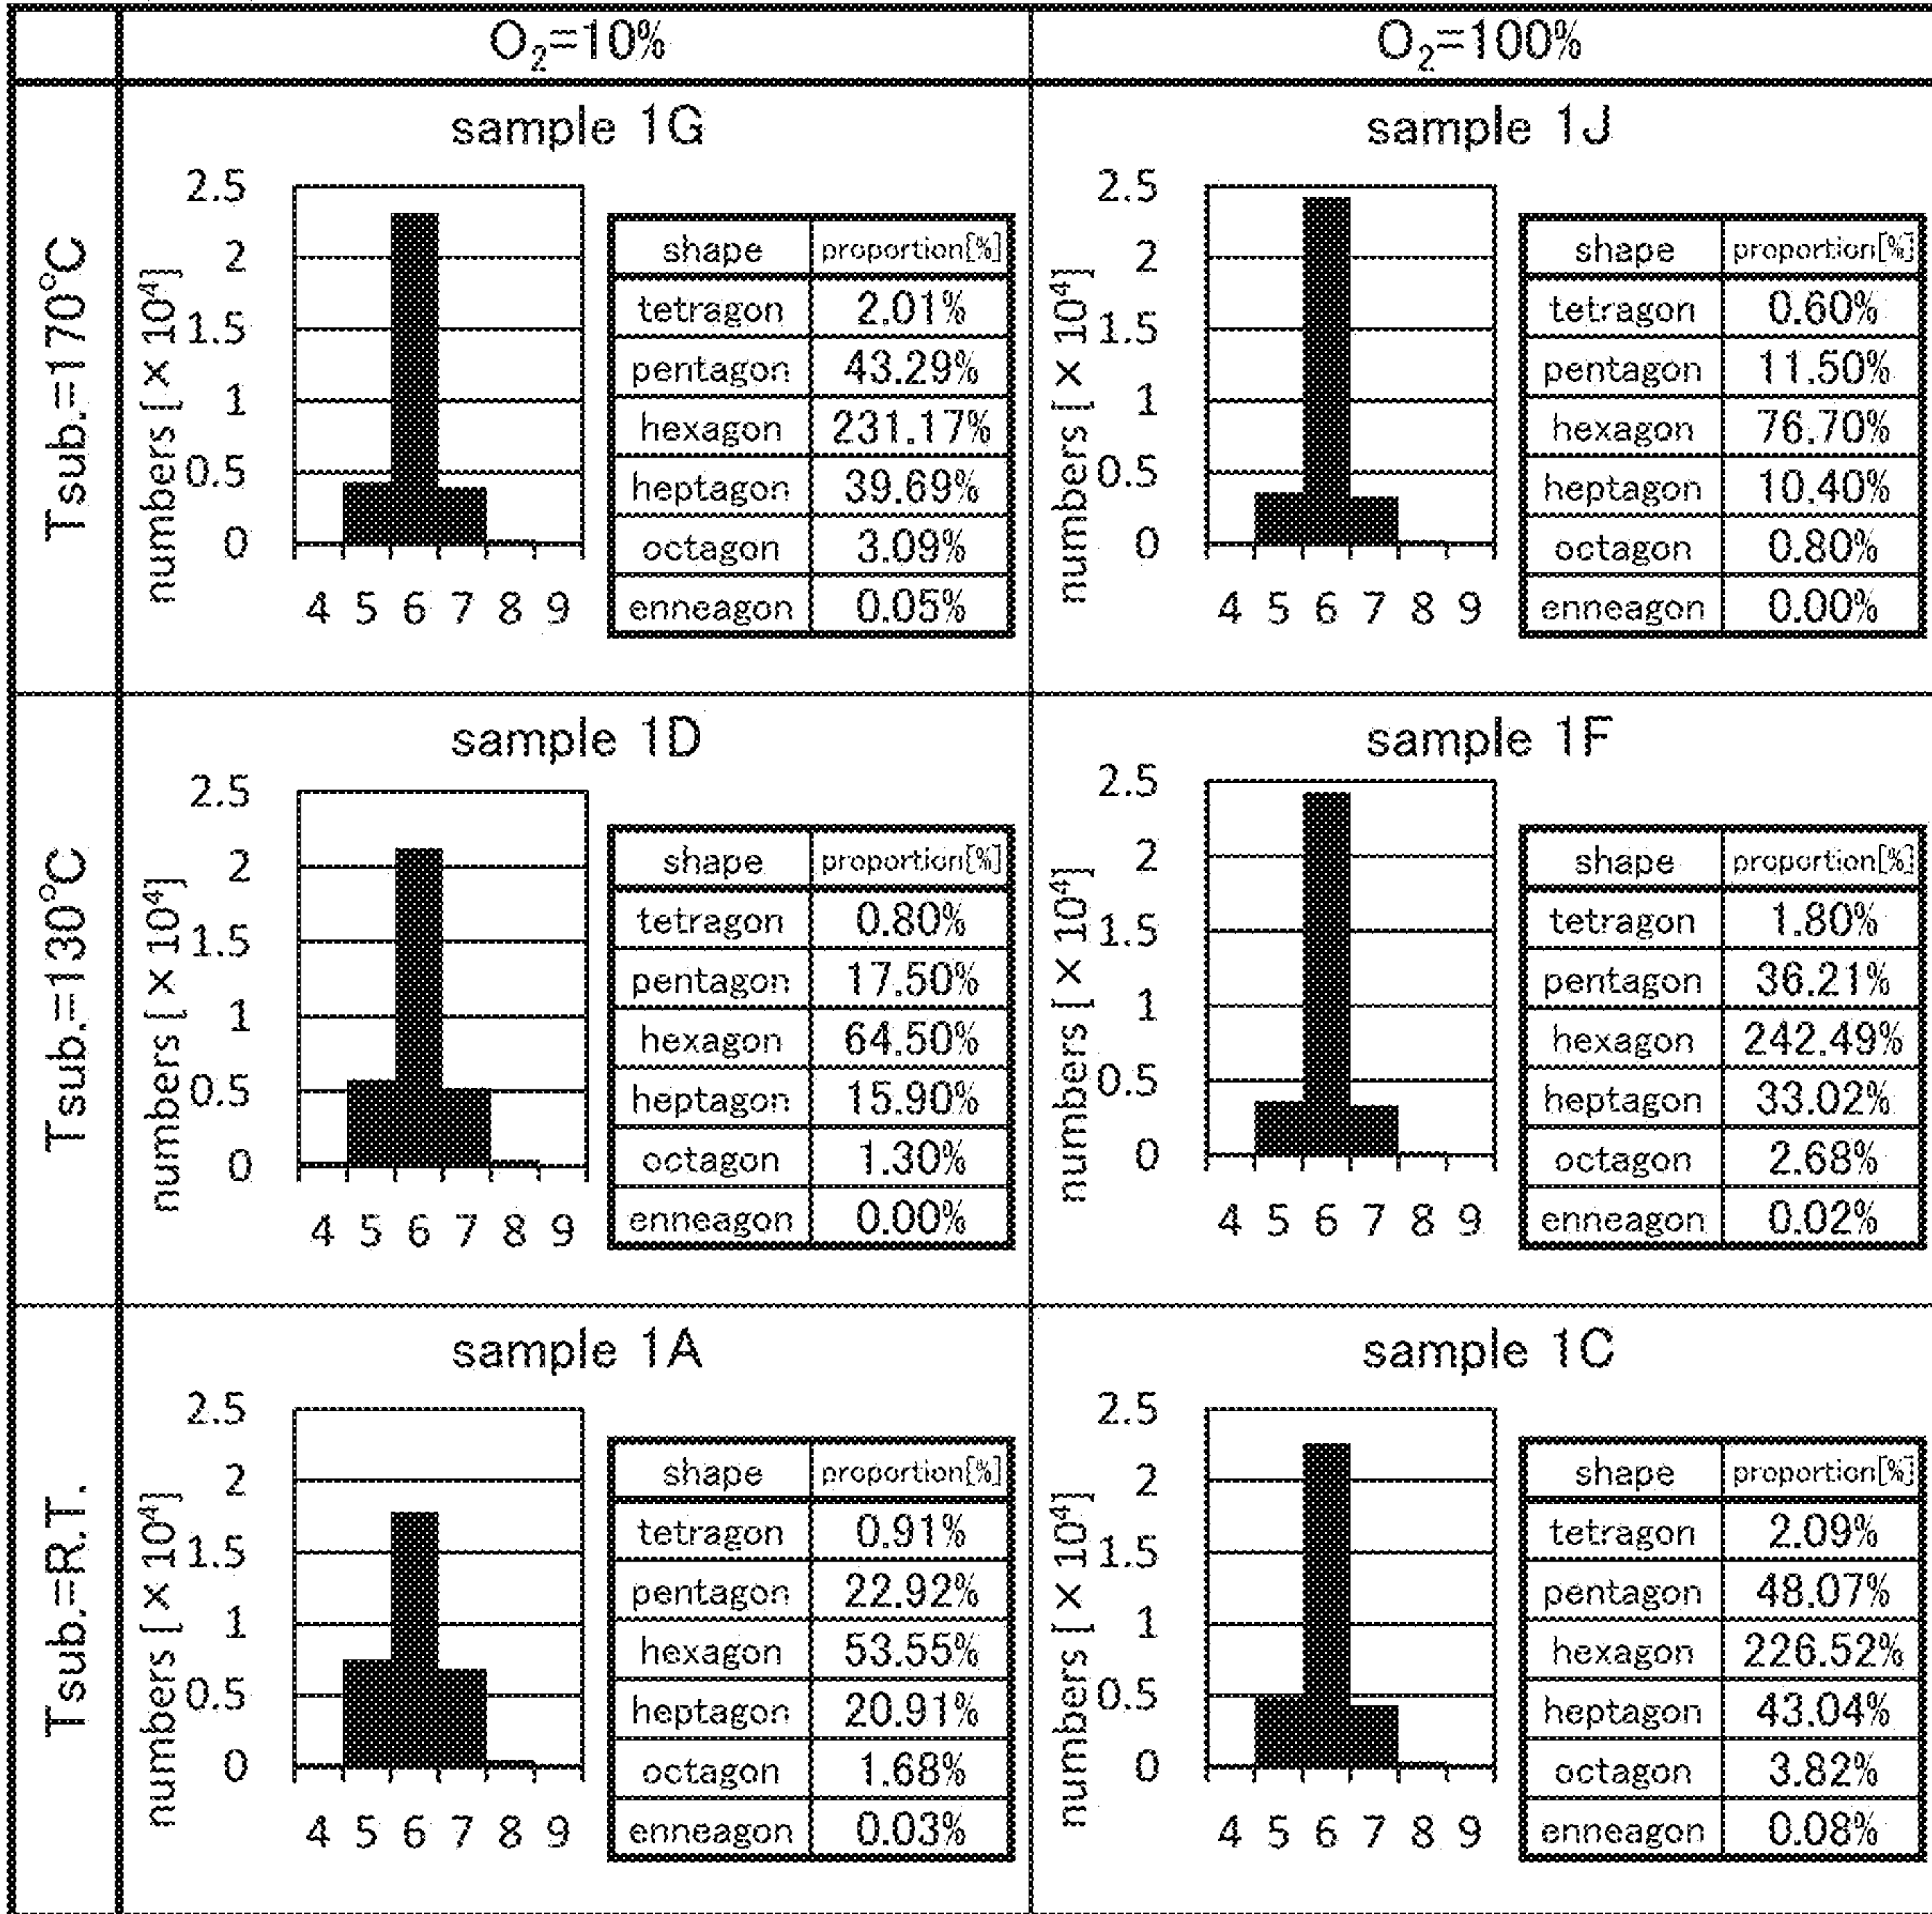 O₂=10%
O₂=100%
Tsub.=170°C
sample 1G
numbers [×10⁴]
2.5
2
1.5
1
0.5
0
4 5 6 7 8 9
shape proportion[%]
tetragon 2.01%
pentagon 43.29%
hexagon 231.17%
heptagon 39.69%
octagon 3.09%
enneagon 0.05%
sample 1J
numbers [×10⁴]
2.5
2
1.5
1
0.5
0
4 5 6 7 8 9
shape proportion[%]
tetragon 0.60%
pentagon 11.50%
hexagon 76.70%
heptagon 10.40%
octagon 0.80%
enneagon 0.00%
Tsub.=130°C
sample 1D
numbers [×10⁴]
2.5
2
1.5
1
0.5
0
4 5 6 7 8 9
shape proportion[%]
tetragon 0.80%
pentagon 17.50%
hexagon 64.50%
heptagon 15.90%
octagon 1.30%
enneagon 0.00%
sample 1F
numbers [×10⁴]
2.5
2
1.5
1
0.5
0
4 5 6 7 8 9
shape proportion[%]
tetragon 1.80%
pentagon 36.21%
hexagon 242.49%
heptagon 33.02%
octagon 2.68%
enneagon 0.02%
Tsub.=R.T.
sample 1A
numbers [×10⁴]
2.5
2
1.5
1
0.5
0
4 5 6 7 8 9
shape proportion[%]
tetragon 0.91%
pentagon 22.92%
hexagon 53.55%
heptagon 20.91%
octagon 1.68%
enneagon 0.03%
sample 1C
numbers [×10⁴]
2.5
2
1.5
1
0.5
0
4 5 6 7 8 9
shape proportion[%]
tetragon 2.09%
pentagon 48.07%
hexagon 226.52%
heptagon 43.04%
octagon 3.82%
enneagon 0.08%